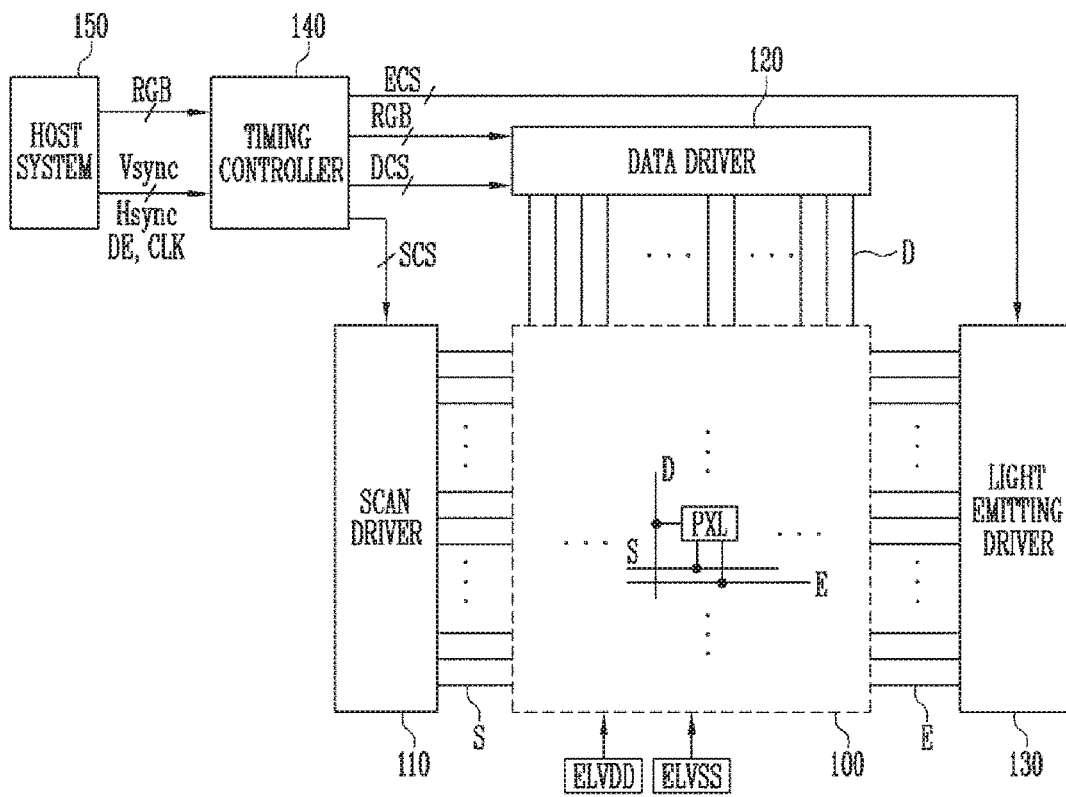 150
140
120
ECS
RGB
RGB
HOST
SYSTEM
TIMING
CONTROLLER
DATA DRIVER
Vsync
DCS
Hsync
DE, CLK
SCS
D
D
SCAN
DRIVER
PXL
LIGHT
EMITTING
DRIVER
S
E
S
E
110
100
130
ELVDD
ELVSS